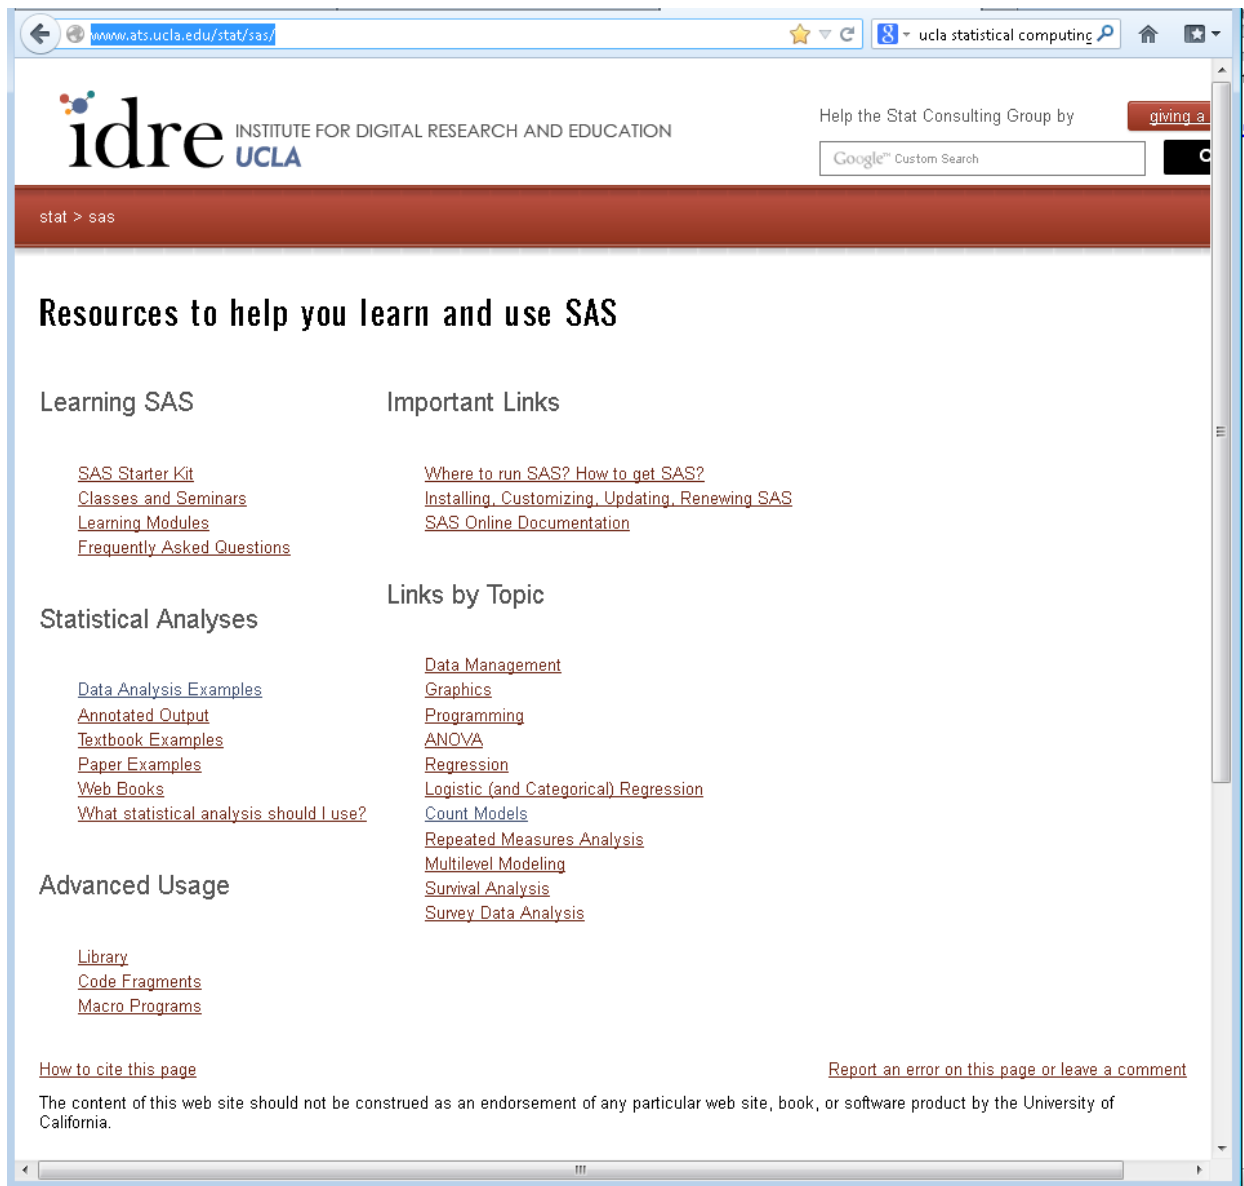 www.ats.ucla.edu/stat/sas/
ucla statistical computing
idre INSTITUTE FOR DIGITAL RESEARCH AND EDUCATION
UCLA
Help the Stat Consulting Group by
giving a
Google™ Custom Search
stat > sas
Resources to help you learn and use SAS
Learning SAS
SAS Starter Kit
Classes and Seminars
Learning Modules
Frequently Asked Questions
Statistical Analyses
Data Analysis Examples
Annotated Output
Textbook Examples
Paper Examples
Web Books
What statistical analysis should I use?
Advanced Usage
Library
Code Fragments
Macro Programs
Important Links
Where to run SAS? How to get SAS?
Installing, Customizing, Updating, Renewing SAS
SAS Online Documentation
Links by Topic
Data Management
Graphics
Programming
ANOVA
Regression
Logistic (and Categorical) Regression
Count Models
Repeated Measures Analysis
Multilevel Modeling
Survival Analysis
Survey Data Analysis
How to cite this page
Report an error on this page or leave a comment
The content of this web site should not be construed as an endorsement of any particular web site, book, or software product by the University of
California.